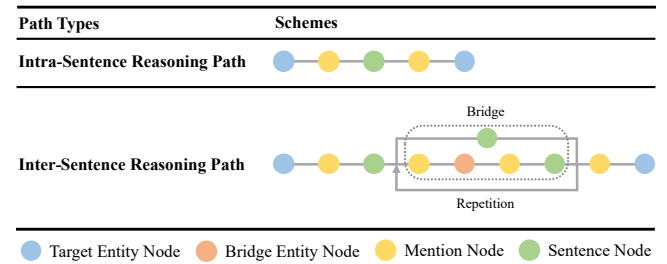 Path Types Schemes
Intra-Sentence Reasoning Path
Bridge
Inter-Sentence Reasoning Path
Repetition
Target Entity Node Bridge Entity Node Mention Node Sentence Node